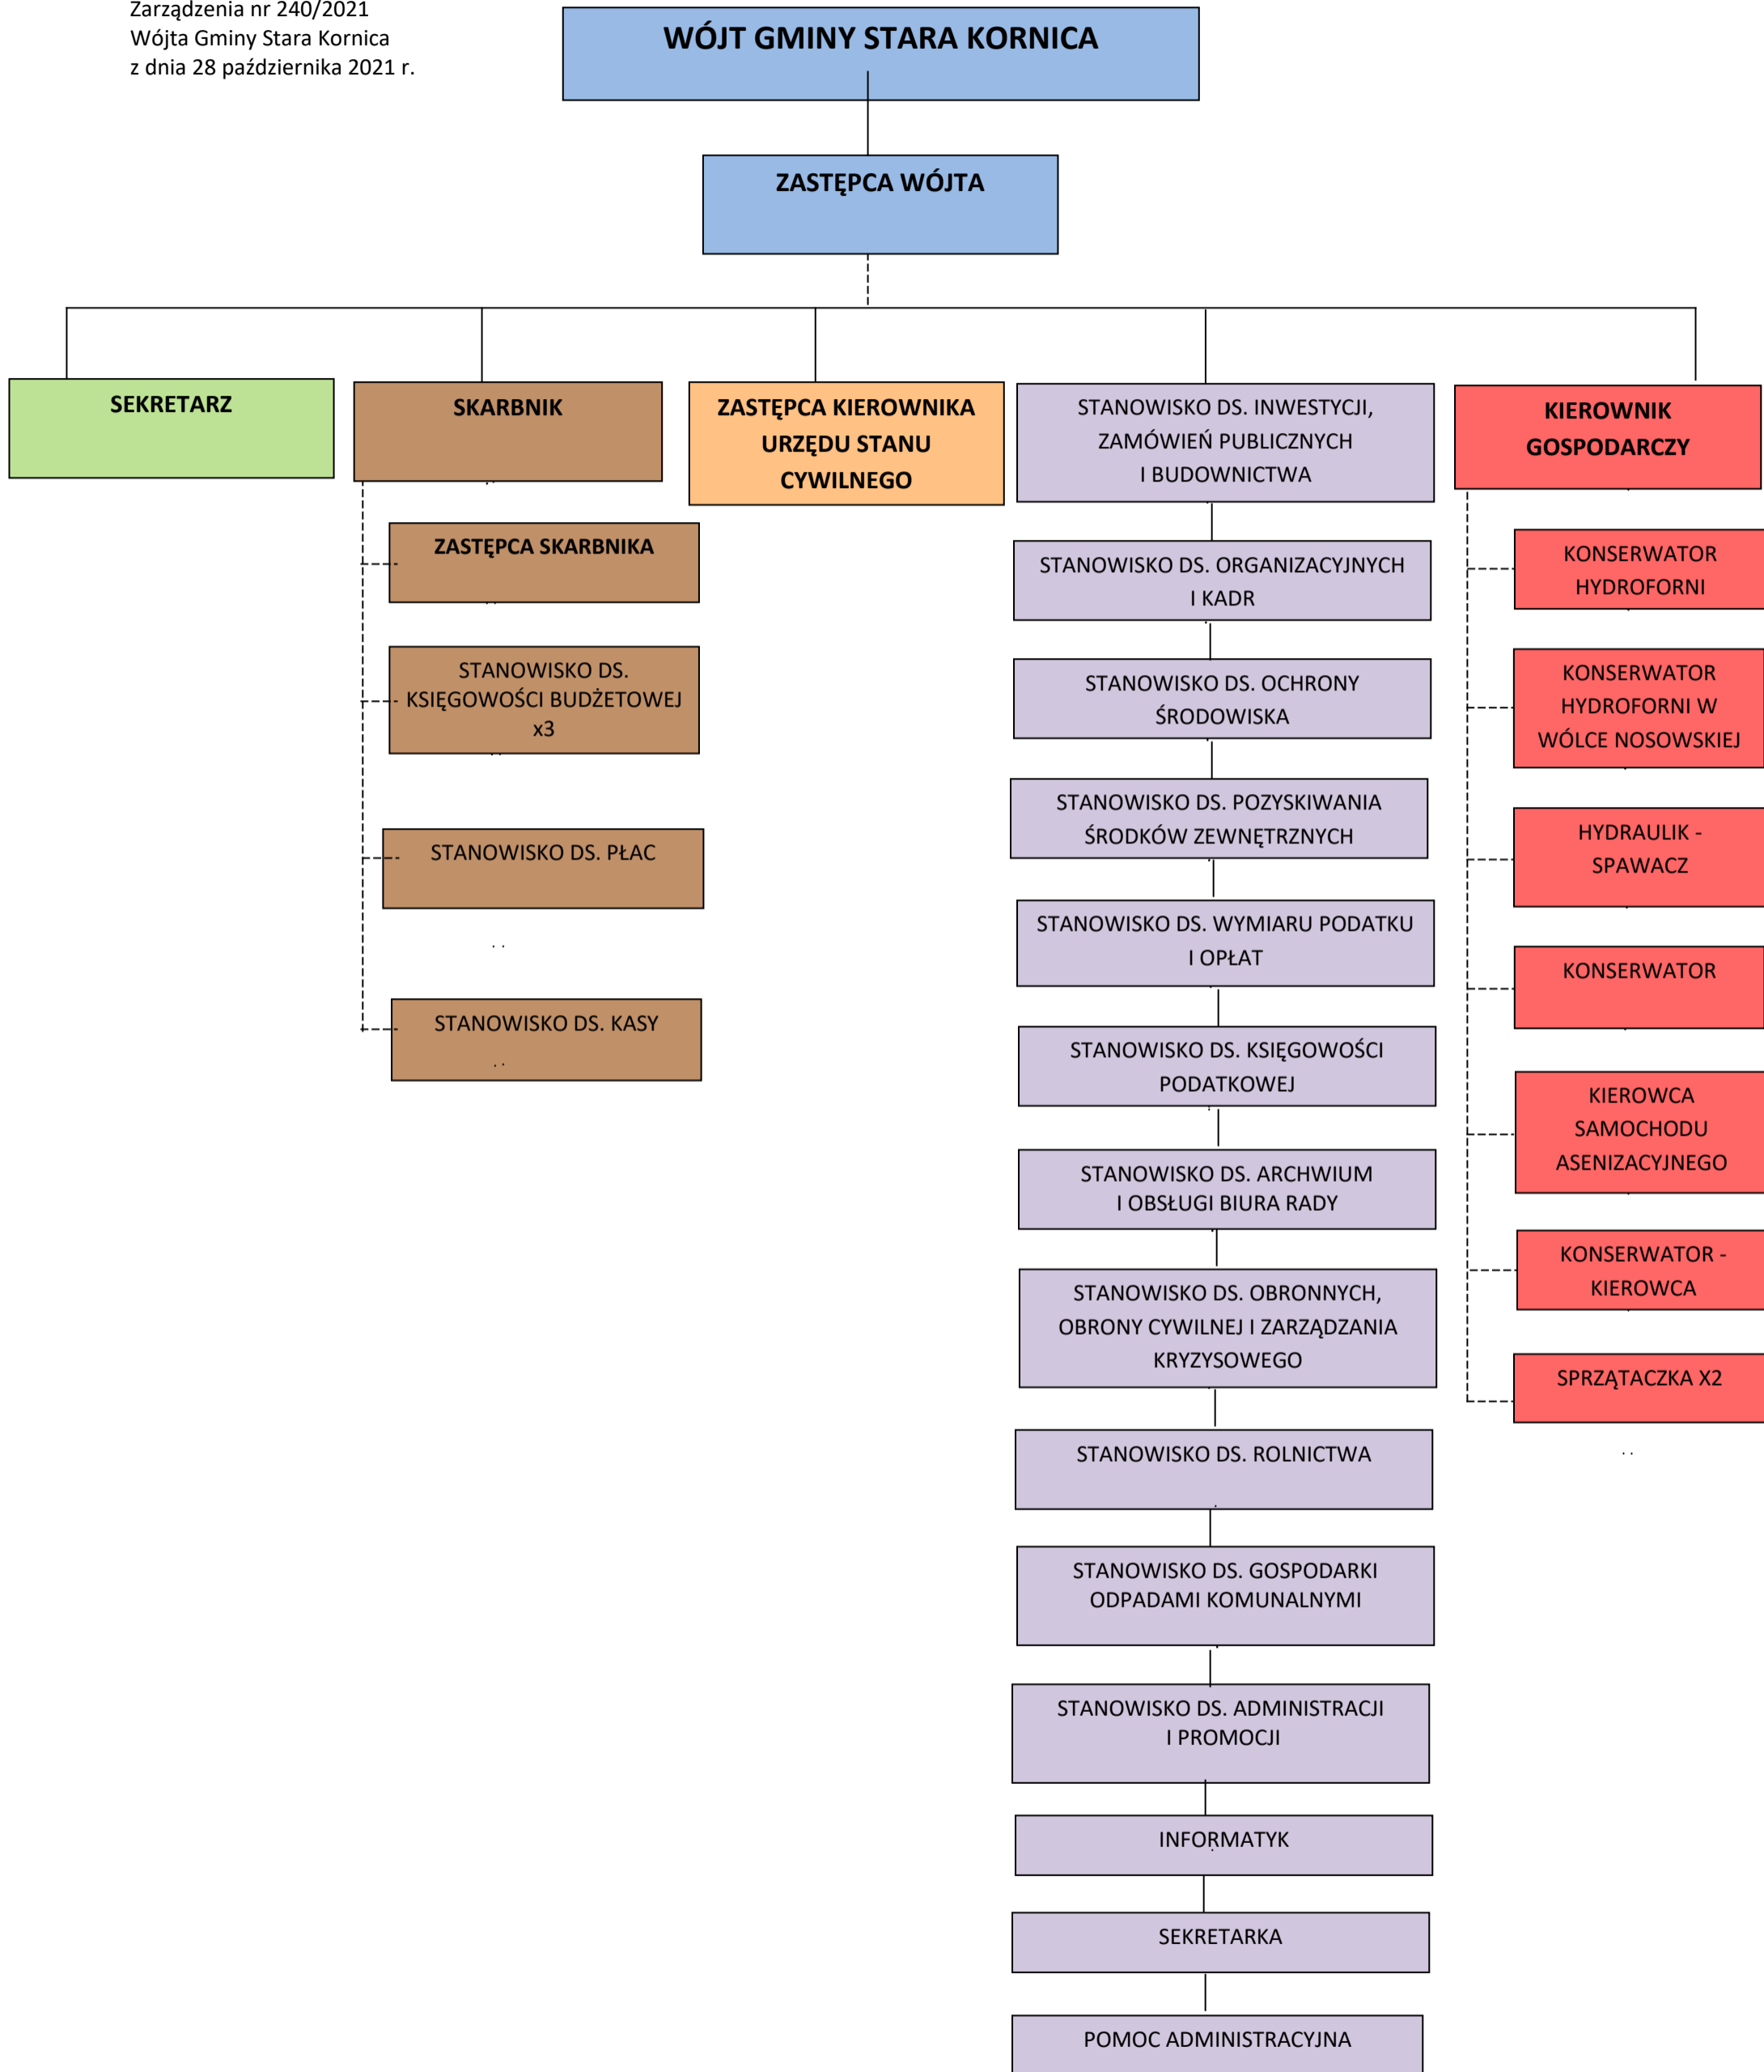 Zarządzenia nr 240/2021
Wójta Gminy Stara Kornica
z dnia 28 października 2021 r.
WÓJT GMINY STARA KORNICA
ZASTĘPCA WÓJTA
SEKRETARZ
SKARBNIK
ZASTĘPCA SKARBNIKA
STANOWISKO DS.
KSIĘGOWOŚCI BUDŻETOWEJ
x3
STANOWISKO DS. PŁAC
STANOWISKO DS. KASY
ZASTĘPCA KIEROWNIKA
URZĘDU STANU
CYWILNEGO
STANOWISKO DS. INWESTYCJI,
ZAMÓWIEŃ PUBLICZNYCH
I BUDOWNICTWA
STANOWISKO DS. ORGANIZACYJNYCH
I KADR
STANOWISKO DS. OCHRONY
ŚRODOWISKA
STANOWISKO DS. POZYSKIWANIA
ŚRODKÓW ZEWNĘTRZNYCH
STANOWISKO DS. WYMIARU PODATKU
I OPŁAT
STANOWISKO DS. KSIĘGOWOŚCI
PODATKOWEJ
STANOWISKO DS. ARCHWIUM
I OBSŁUGI BIURA RADY
STANOWISKO DS. OBRONNYCH,
OBRONY CYWILNEJ I ZARZĄDZANIA
KRYZYSOWEGO
STANOWISKO DS. ROLNICTWA
STANOWISKO DS. GOSPODARKI
ODPADAMI KOMUNALNYMI
STANOWISKO DS. ADMINISTRACJI
I PROMOCJI
INFORMATYK
SEKRETARKA
POMOC ADMINISTRACYJNA
KIEROWNIK
GOSPODARCZY
KONSERWATOR
HYDROFORNI
KONSERWATOR
HYDROFORNI W
WÓLCE NOSOWSKIEJ
HYDRAULIK -
SPAWACZ
KONSERWATOR
KIEROWCA
SAMOCHODU
ASENIZACYJNEGO
KONSERWATOR -
KIEROWCA
SPRZĄTACZKA X2